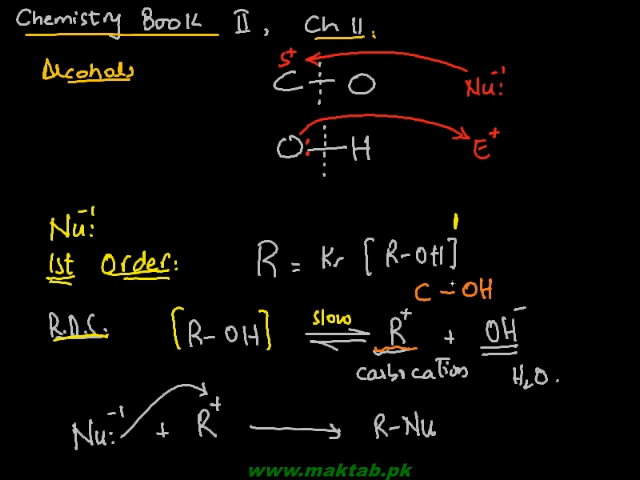 Chemistry Book II, Ch 11.
Alcohols
δ+
C – O Nu:⁻¹
O: – H E⁺
Nu:⁻¹
1st Order: R = Kr [R-OH]¹
C – OH
R.D.S. [R-OH] slow ⇌ R⁺ + OH⁻
carbocation H₂O.
Nu:⁻¹ + R⁺ ⟶ R-Nu
www.maktab.pk